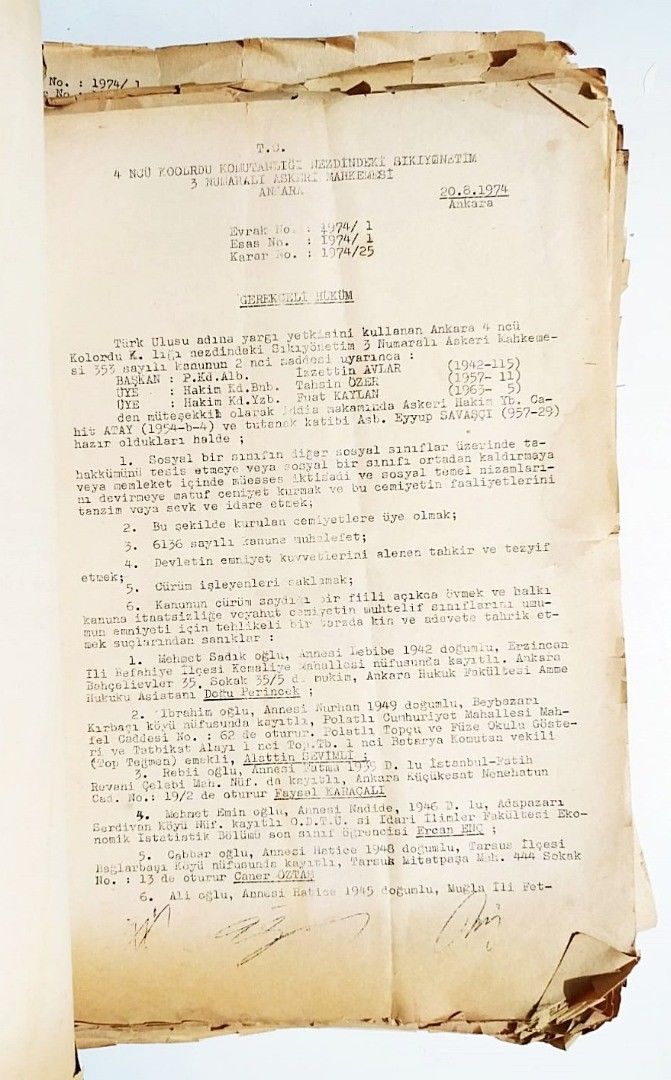 No. : 1974/ 1
T.C.
4 NCÜ KOOLRDU KOMUTANLIĞI NEZDİNDEKİ SIKIYÖNETİM
3 NUMARALI ASKERİ MAHKEMESİ
ANKARA
20.8.1974
Ankara
Evrak No. : 1974/ 1
Esas No. : 1974/ 1
Karar No. : 1974/25
GEREKÇELİ HÜKÜM
Türk Ulusu adına yargı yetkisini kullanan Ankara 4 ncü
Kolordu K. lığı nezdindeki Sıkıyönetim 3 Numaralı Askeri Mahkeme-
si 353 sayılı kanunun 2 nci maddesi uyarınca :
BAŞKAN : P.Kd.Alb. İzzettin AVLAR (1942-115)
ÜYE : Hakim Kd.Bnb. Tahsin ÖZER (1957- 11)
ÜYE : Hakim Kd.Yzb. Fuat KAYLAN (1963- 5)
den müteşekkil olarak iddia makamında Askeri Hakim Yb. Ca-
hit ATAY (1954-b-4) ve tutanak katibi Asb. Eyyup SAVAŞÇI (957-29)
hazır oldukları halde ;
1. Sosyal bir sınıfın diğer sosyal sınıflar üzerinde ta-
hakkümünü tesis etmeye veya sosyal bir sınıfı ortadan kaldırmaya
veya memleket içinde müesses iktisadi ve sosyal temel nizamları-
nı devirmeye matuf cemiyet kurmak ve bu cemiyetin faaliyetlerini
tanzim veya sevk ve idare etmek;
2. Bu şekilde kurulan cemiyetlere üye olmak;
3. 6136 sayılı kanuna muhalefet;
4. Devletin emniyet kuvvetlerini alenen tahkir ve tezyif
etmek;
5. Cürüm işleyenleri saklamak;
6. Kanunun cürüm saydığı bir fiili açıkca övmek ve halkı
kanuna itaatsizliğe veyahut cemiyetin muhtelif sınıflarını umu-
mun emniyeti için tehlikeli bir tarzda kin ve adavete tahrik et-
mek suçlarından sanıklar :
1. Mehmet Sadık oğlu, Annesi Lebibe 1942 doğumlu, Erzincan
İli Refahiye İlçesi Kemaliye Mahallesi nüfusunda kayıtlı. Ankara
Bahçelievler 35. Sokak 35/5 de mukim, Ankara Hukuk Fakültesi Amme
Hukuku Asistanı Doğu Perinçek ;
2. İbrahim oğlu, Annesi Nurhan 1949 doğumlu, Beypazarı
Kırbaşı köyü nüfusunda kayıtlı, Polatlı Cumhuriyet Mahallesi Mah-
fel Caddesi No. : 62 de oturur. Polatlı Topçu ve Füze Okulu Göste-
ri ve Tatbikat Alayı 1 nci Top.Tb. 1 nci Batarya Komutan vekili
(Top Teğmen) emekli, Alattin SEVİMLİ ;
3. Rebii oğlu, Annesi Fatma 1939 D. lu İstanbul-Fatih
Revani Çelebi Mah. Nüf. da kayıtlı, Ankara Küçükesat Nenehatun
Cad. No.: 19/2 de oturur Faysal KARAÇALI
4. Mehmet Emin oğlu, Annesi Nadide, 1946 D. lu, Adapazarı
Serdivan Köyü Nüf. kayıtlı O.D.T.Ü. si İdari İlimler Fakültesi Eko-
nomik İstatistik Bölümü son sınıf öğrencisi Ercan ENÇ ;
5. Cabbar oğlu, Annesi Hatice 1948 doğumlu, Tarsus İlçesi
Bağlarbaşı Köyü nüfusunda kayıtlı, Tarsus Mitatpaşa Mah. 444 Sokak
No. : 13 de oturur Caner ÖZTAŞ
6. Ali oğlu, Annesi Hatice 1945 doğumlu, Muğla İli Fet-